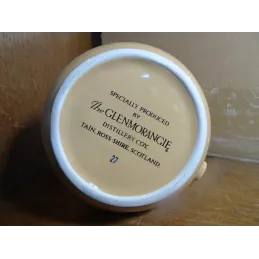 SPECIALLY PRODUCED
BY
The GLENMORANGIE
DISTILLERY COY.
TAIN, ROSS-SHIRE, SCOTLAND
27